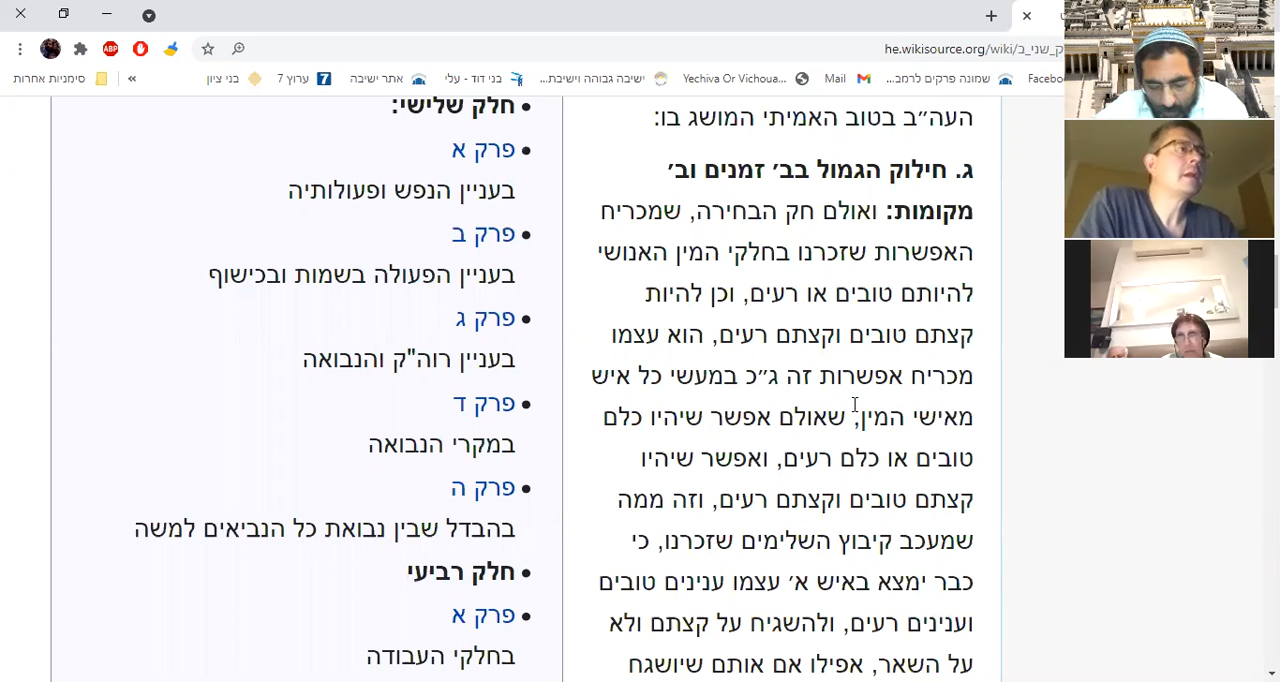 he.wikisource.org/wiki/ק_שני_ב
סימניות אחרות
בני ציון
ערוץ 7
אתר ישיבה
בני דוד - עלי
ישיבה גבוהה וישיבת...
Yechiva Or Vichoua...
Mail
שמונה פרקים לרמב...
Facebo
ABP
העה״ב בטוב האמיתי המושג בו:
ג. חילוק הגמול בב׳ זמנים וב׳
מקומות: ואולם חק הבחירה, שמכריח
האפשרות שזכרנו בחלקי המין האנושי
להיותם טובים או רעים, וכן להיות
קצתם טובים וקצתם רעים, הוא עצמו
מכריח אפשרות זה ג״כ במעשי כל איש
מאישי המין, שאולם אפשר שיהיו כלם
טובים או כלם רעים, ואפשר שיהיו
קצתם טובים וקצתם רעים, וזה ממה
שמעכב קיבוץ השלימים שזכרנו, כי
כבר ימצא באיש א׳ עצמו ענינים טובים
וענינים רעים, ולהשגיח על קצתם ולא
על השאר, אפילו אם אותם שיושגח
חלק שלישי:
פרק א
בעניין הנפש ופעולותיה
פרק ב
בעניין הפעולה בשמות ובכישוף
פרק ג
בעניין רוה"ק והנבואה
פרק ד
במקרי הנבואה
פרק ה
בהבדל שבין נבואת כל הנביאים למשה
חלק רביעי
פרק א
בחלקי העבודה